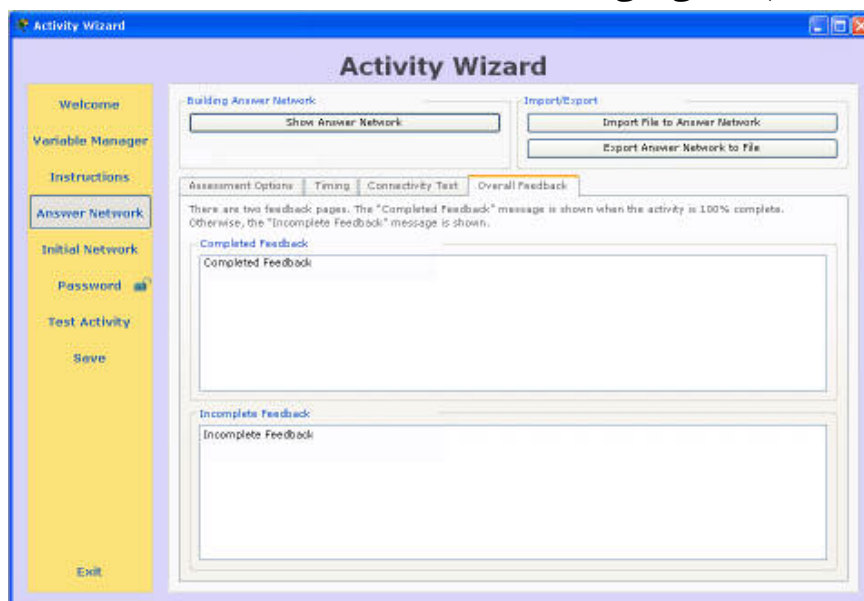 Activity Wizard
Activity Wizard
Welcome
Variable Manager
Instructions
Answer Network
Initial Network
Password
Test Activity
Save
Exit
Building Answer Network
Show Answer Network
Import/Export
Import File to Answer Network
Export Answer Network to File
Assessment Options
Timing
Connectivity Test
Overall Feedback
There are two feedback pages. The "Completed Feedback" message is shown when the activity is 100% complete.
Otherwise, the "Incomplete Feedback" message is shown.
Completed Feedback
Completed Feedback
Incomplete Feedback
Incomplete Feedback